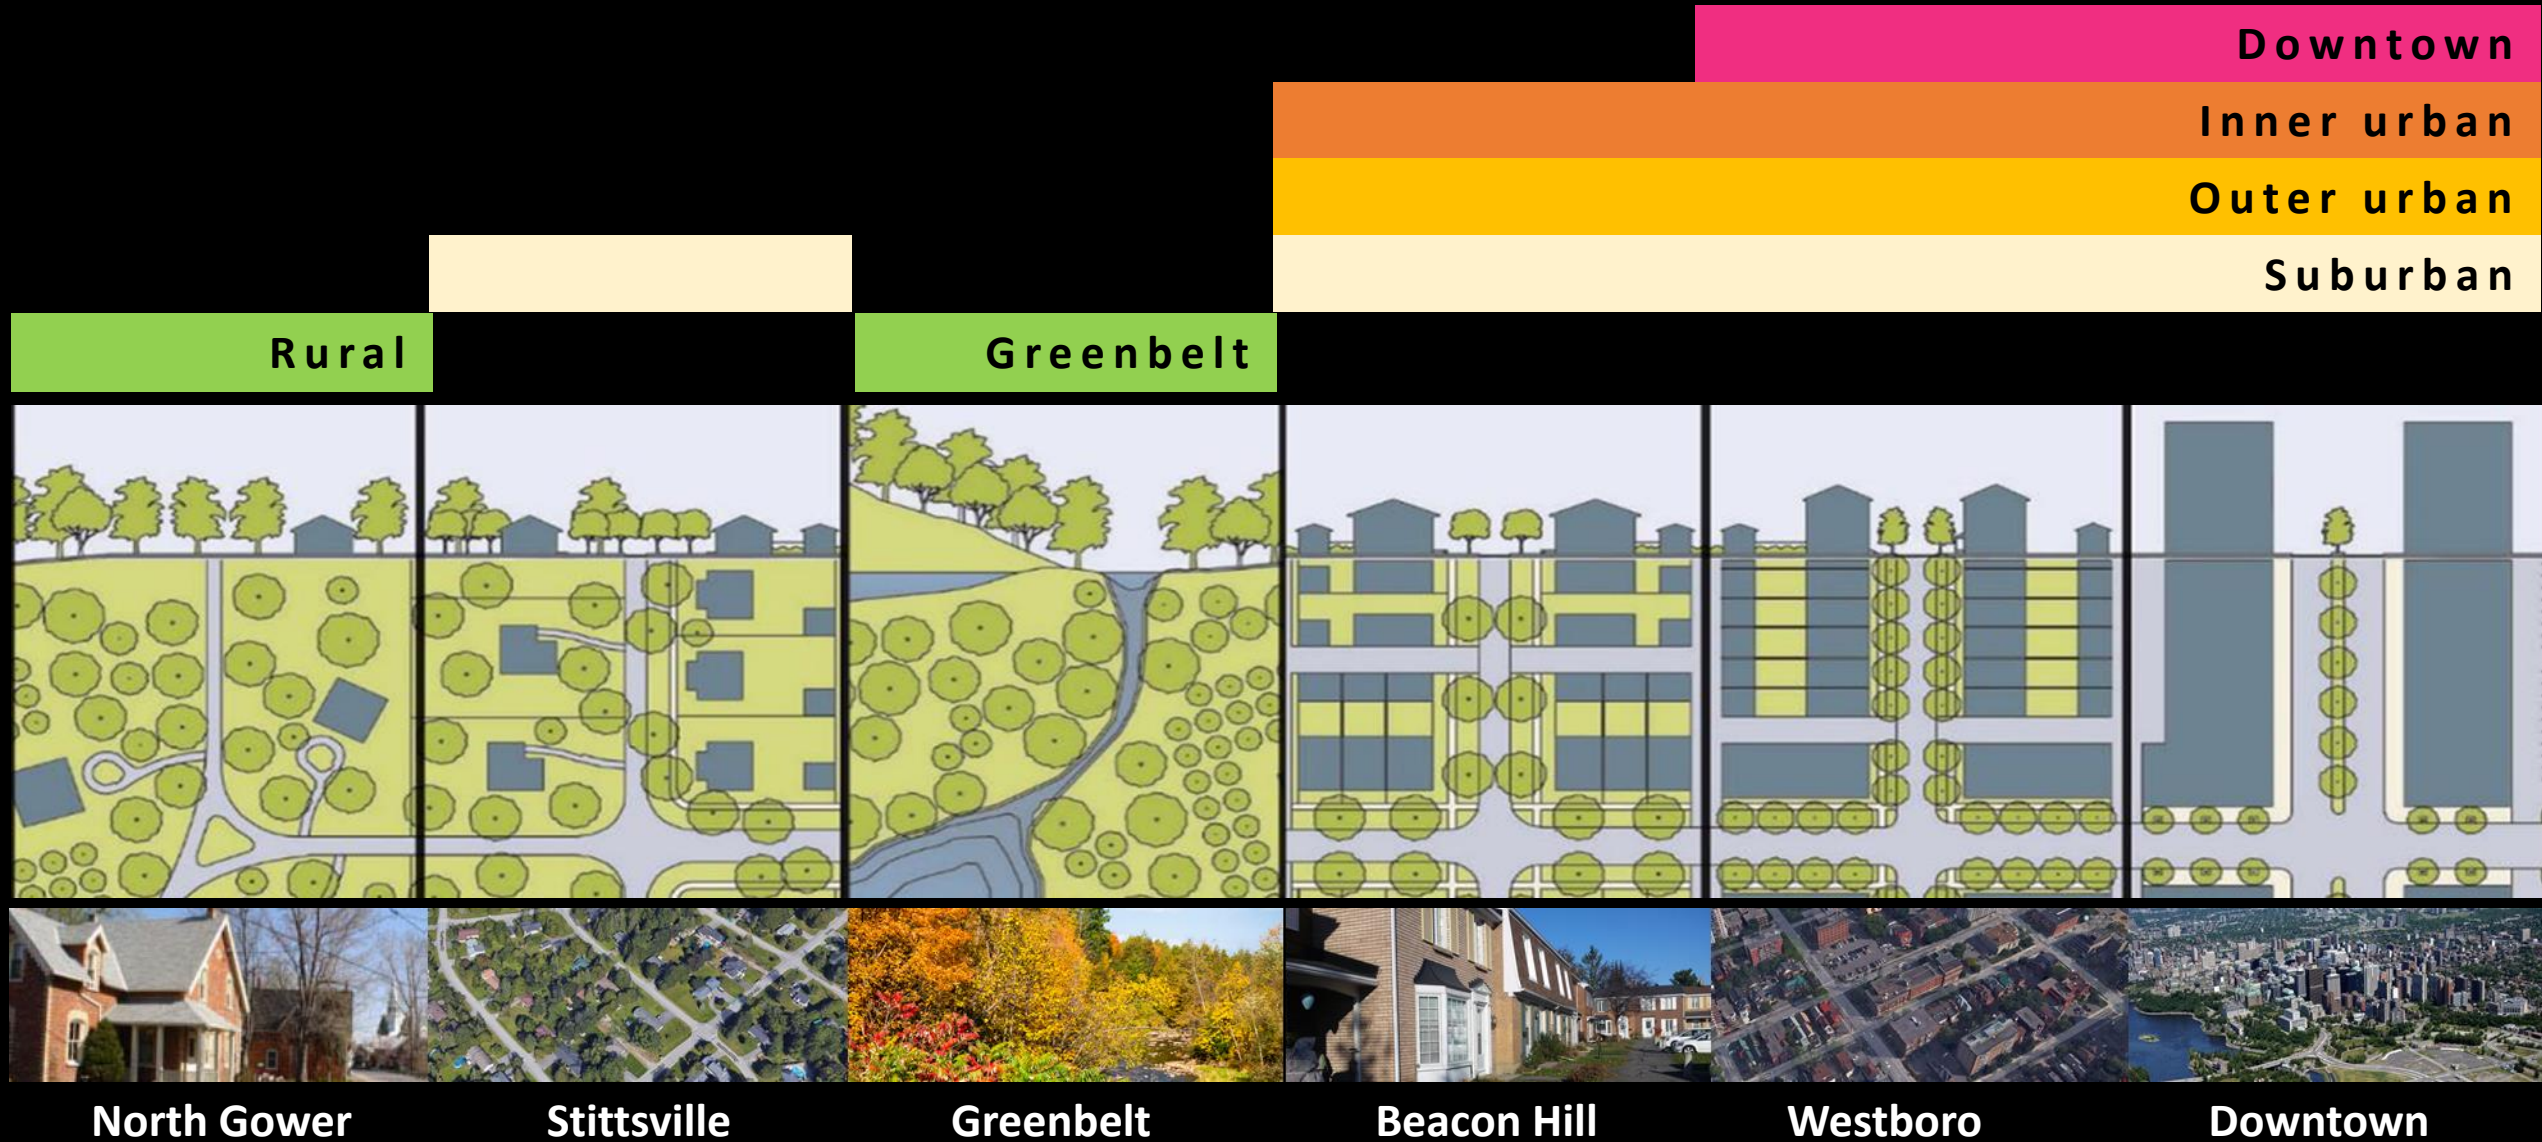 Downtown
Inner urban
Outer urban
Suburban
Rural
Greenbelt
North Gower
Stittsville
Greenbelt
Beacon Hill
Westboro
Downtown